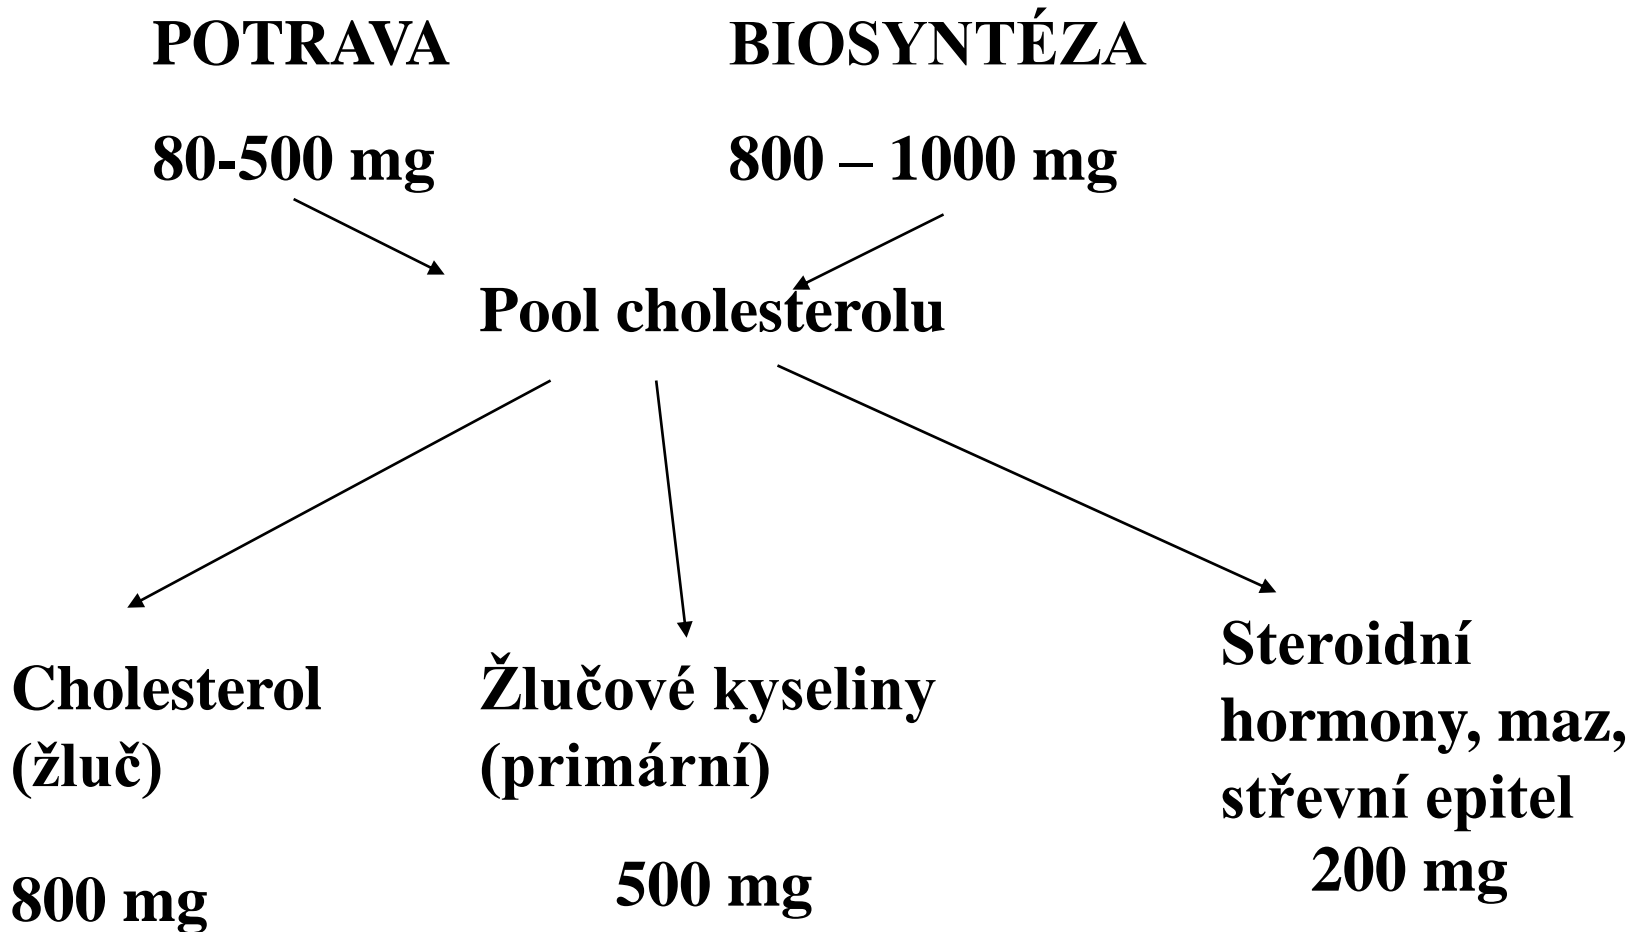 POTRAVA
BIOSYNTÉZA
80-500 mg
800 – 1000 mg
Pool cholesterolu
Cholesterol
(žluč)
800 mg
Žlučové kyseliny
(primární)
500 mg
Steroidní
hormony, maz,
střevní epitel
200 mg